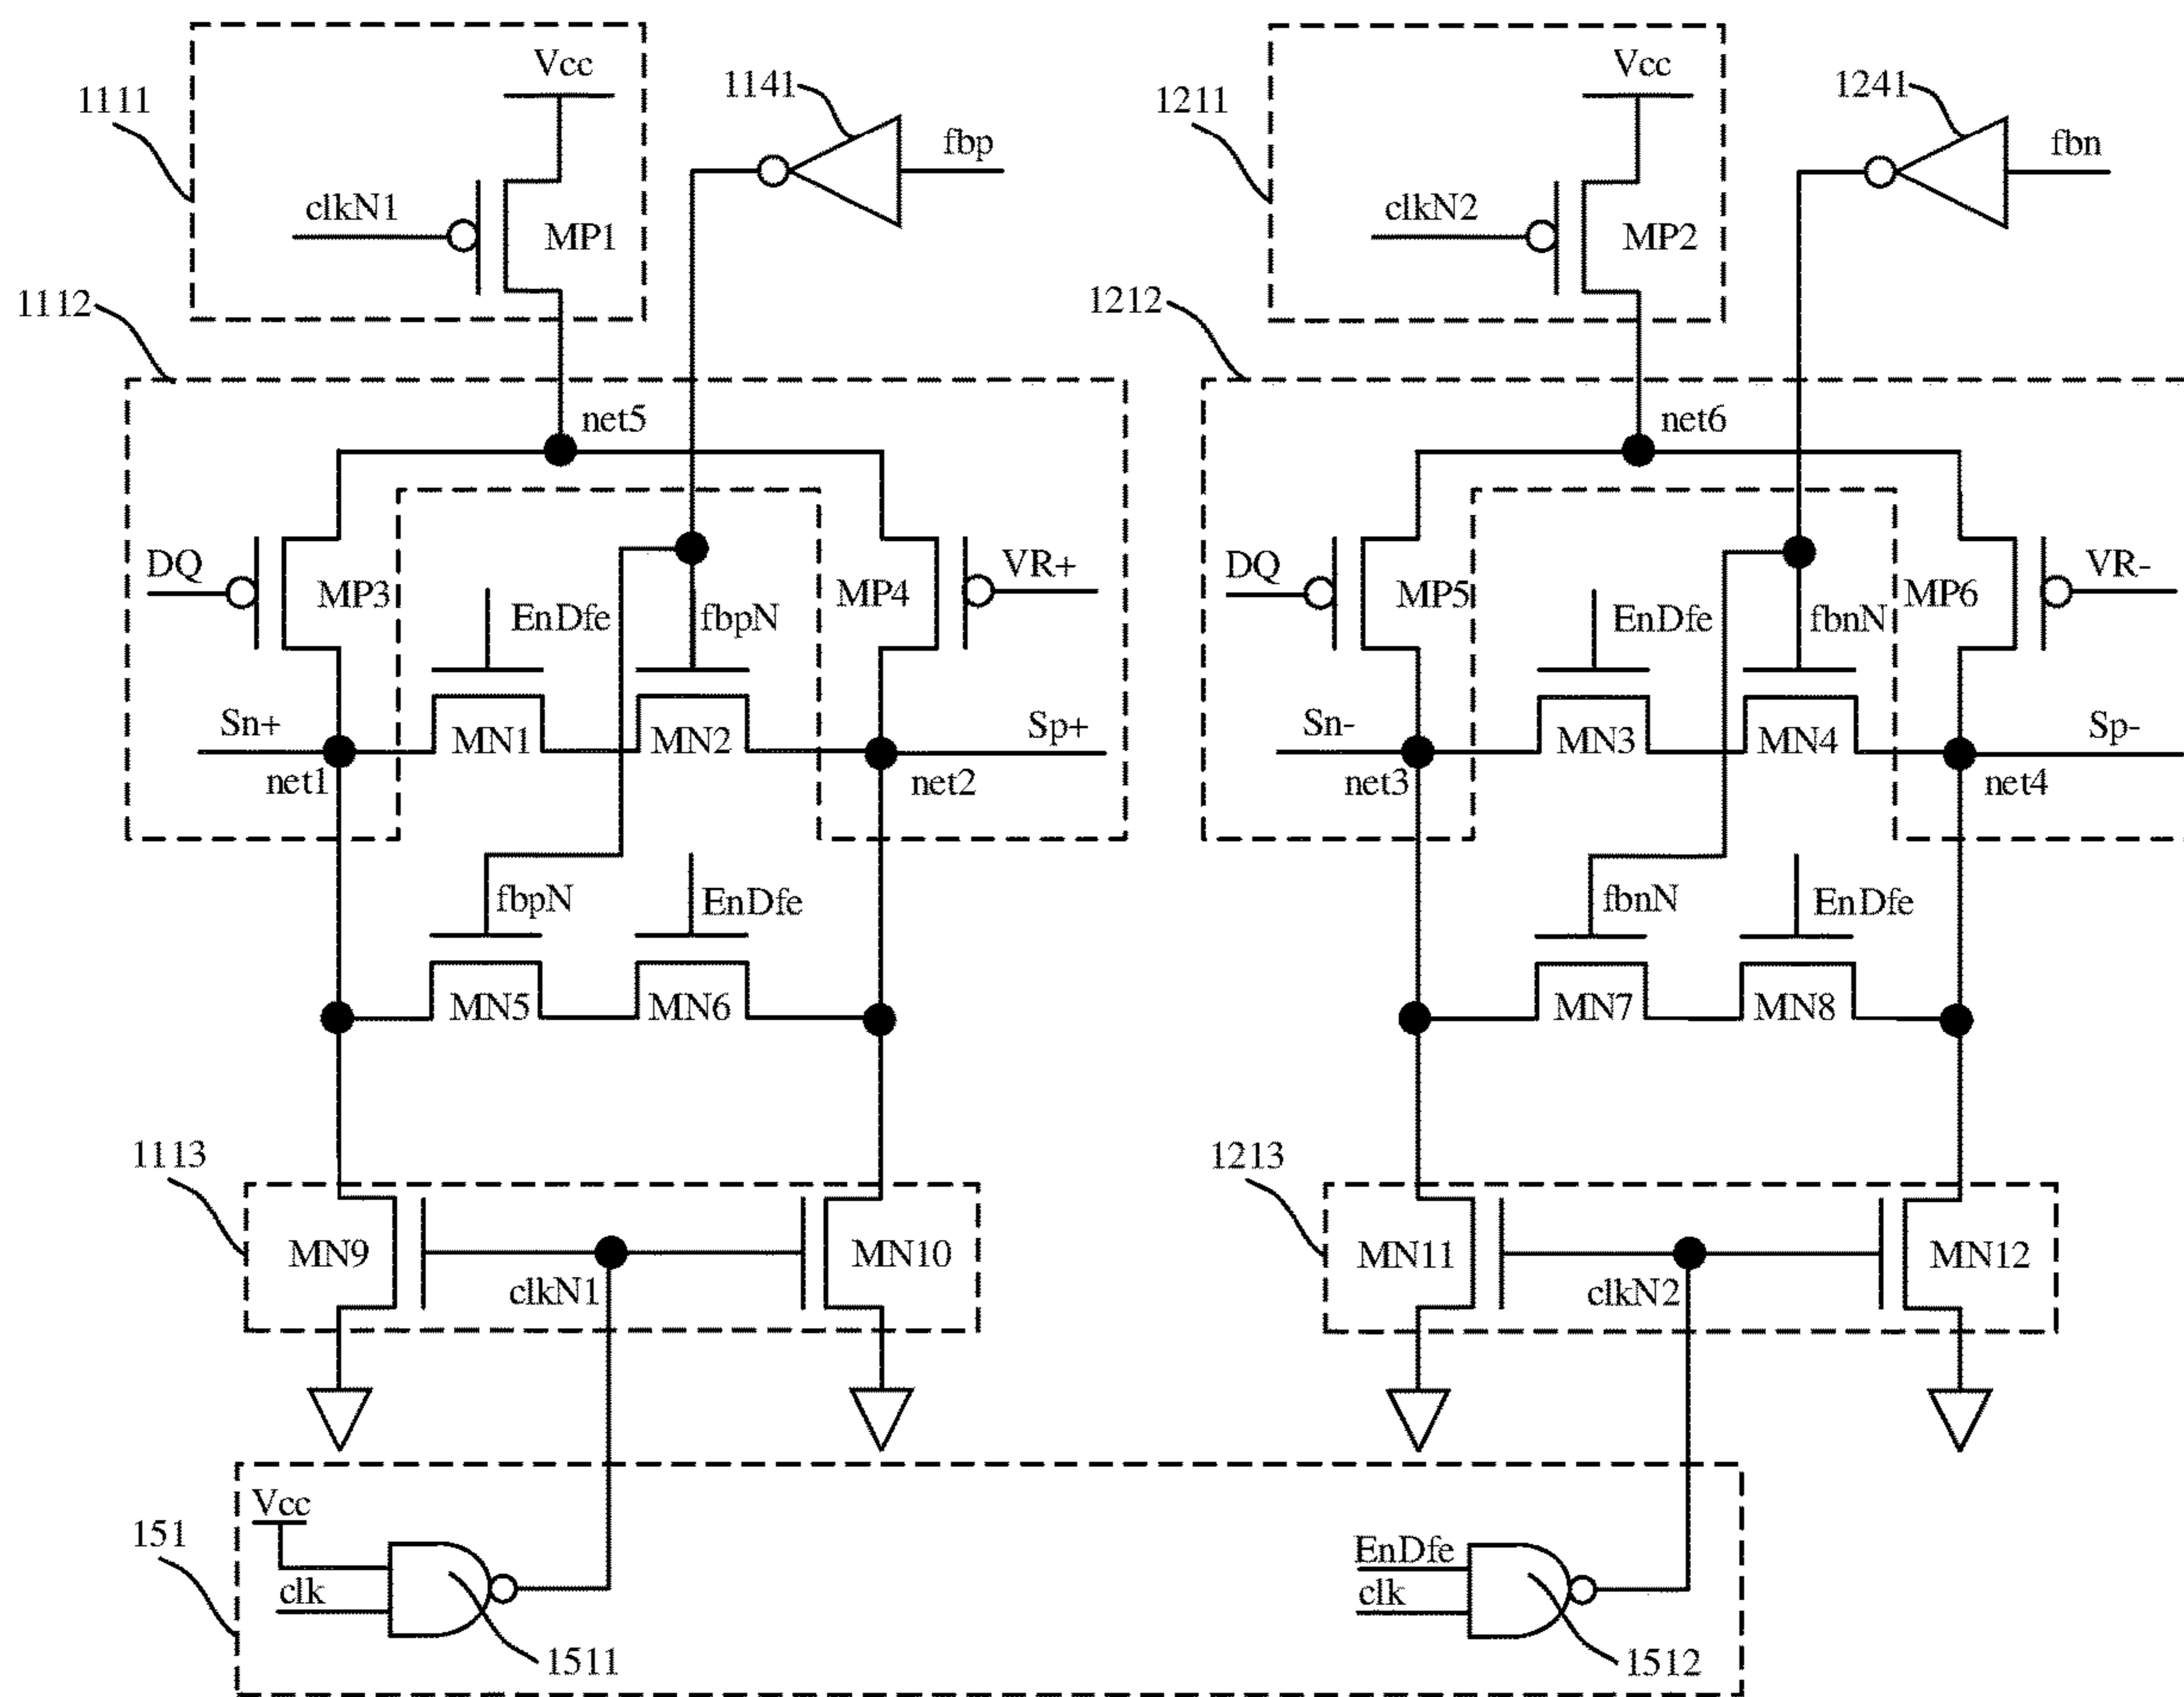 Vcc
1111
1141
fbp
clkN1
MP1
1112
Vcc
1211
1241
fbn
clkN2
MP2
1212
net5
DQ
MP3
EnDfe
fbpN
MP4
VR+
Sn+
MN1
MN2
Sp+
net1
net2
fbpN
EnDfe
MN5
MN6
net6
DQ
MP5
EnDfe
fbnN
MP6
VR-
Sn-
MN3
MN4
Sp-
net3
net4
fbnN
EnDfe
MN7
MN8
1113
MN9
clkN1
MN10
1213
MN11
clkN2
MN12
151
Vcc
clk
1511
EnDfe
clk
1512